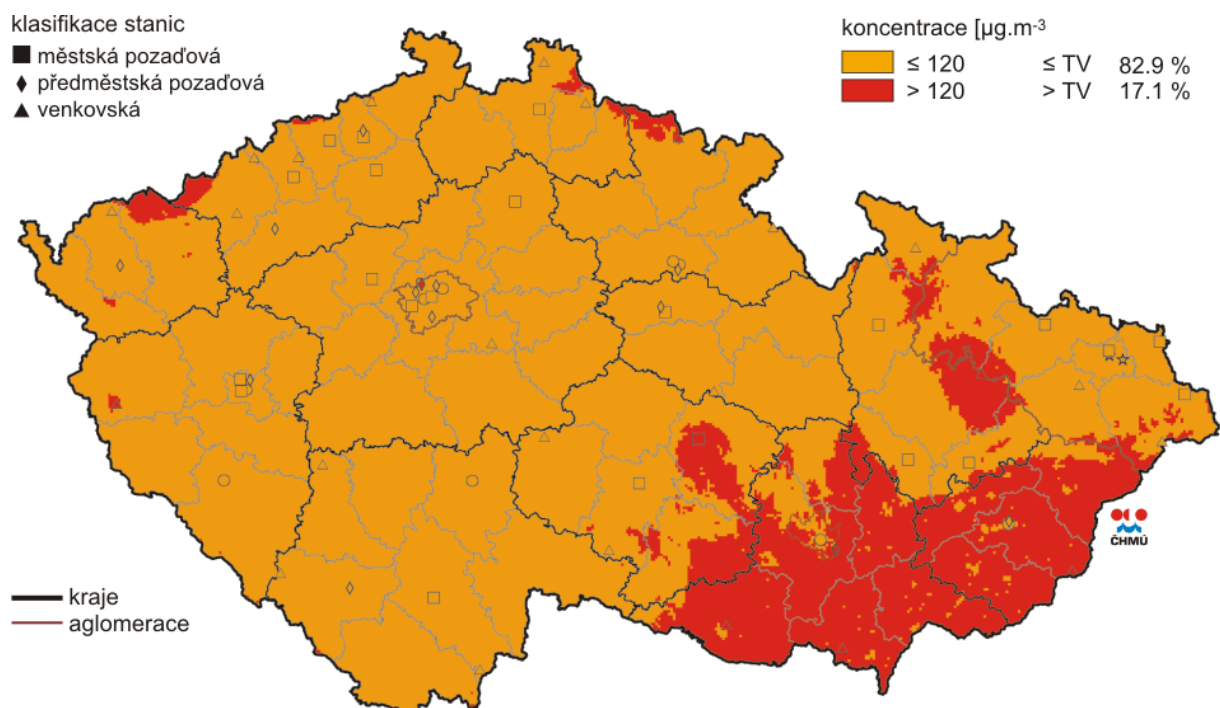 klasifikace stanic
městská pozaďová
předměstská pozaďová
venkovská
koncentrace [µg.m-3
≤ 120 ≤ TV 82.9 %
> 120 > TV 17.1 %
ČHMÚ
kraje
aglomerace